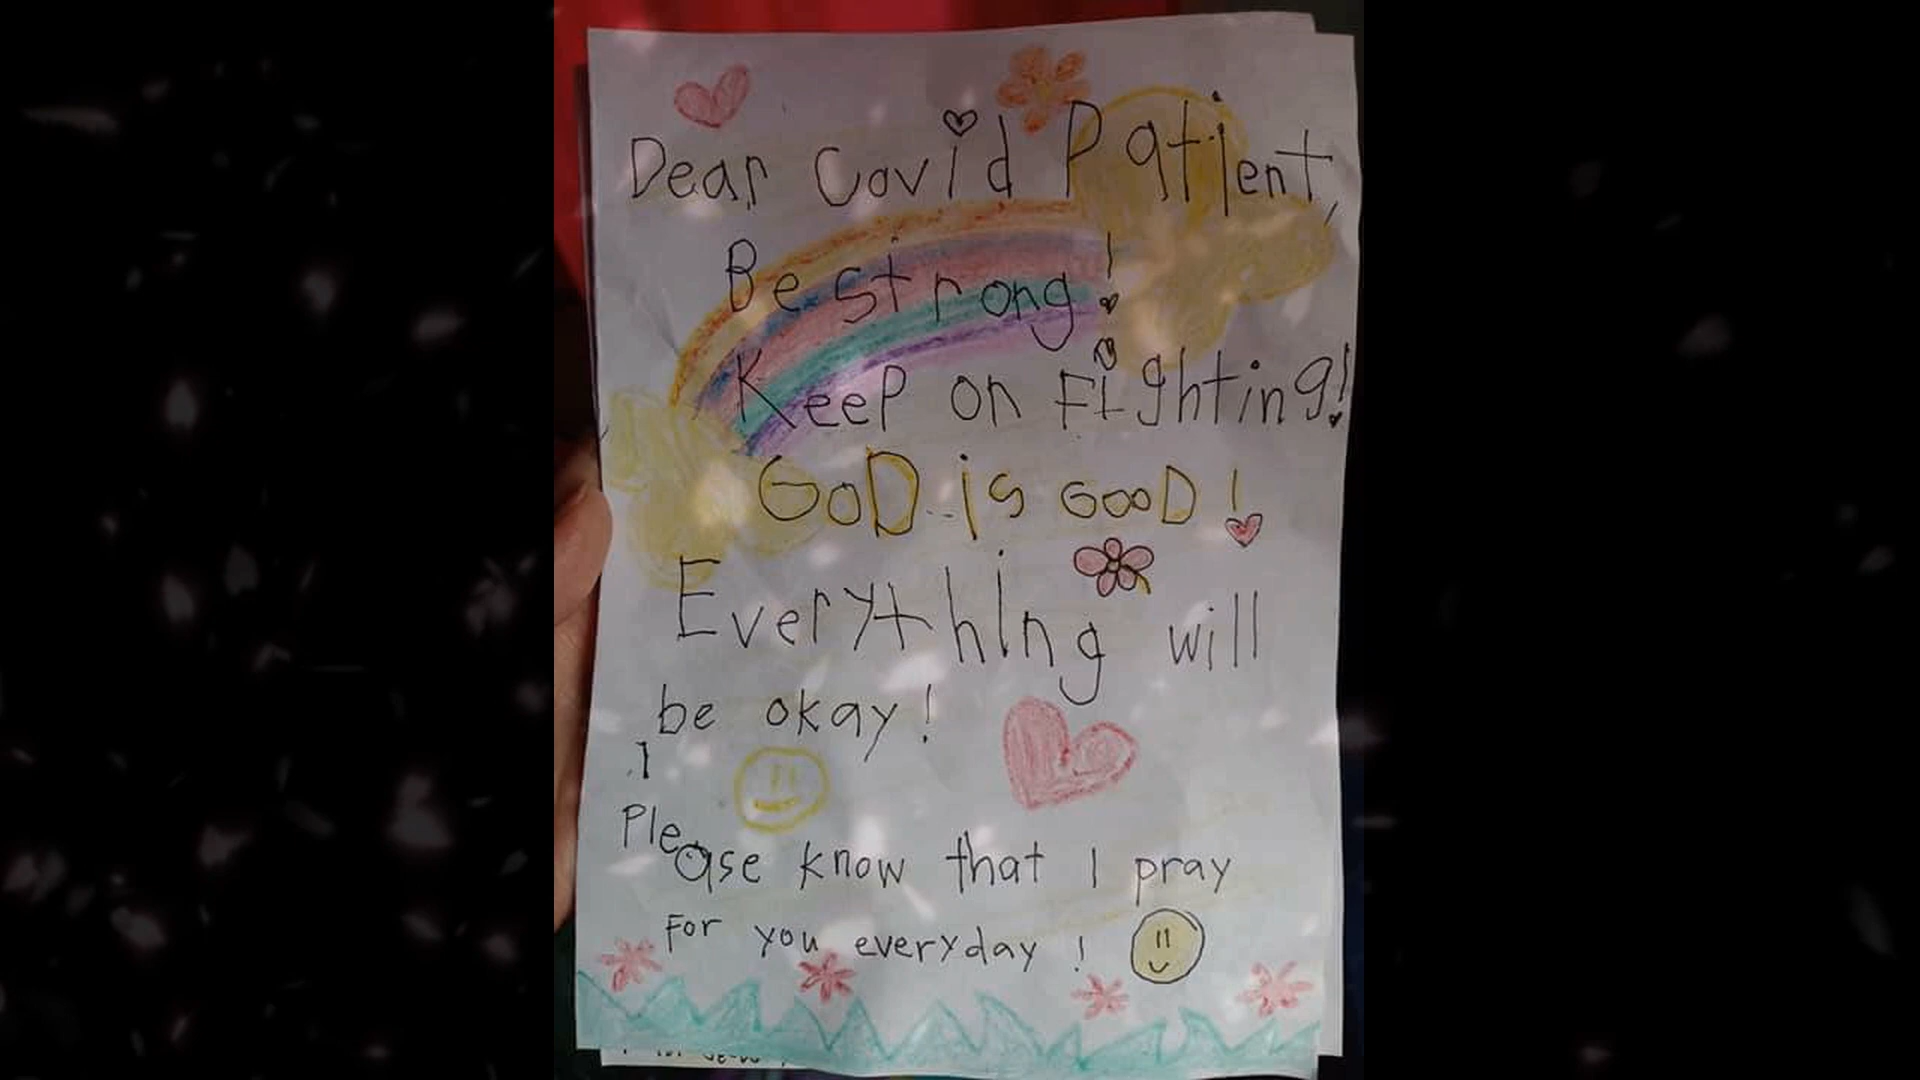 Dear Covid Patient,
Be strong!
Keep on Fighting!
GoD is GooD!
Everything will
be okay!
I
Please know that I pray
For you everyday!